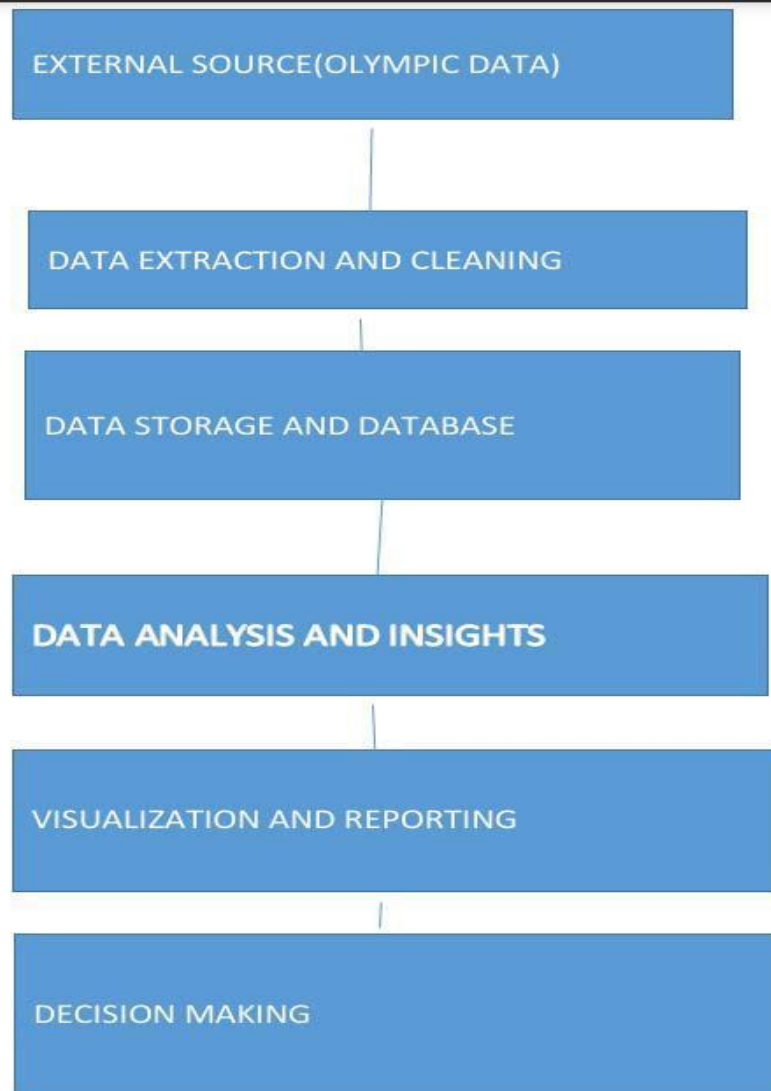 EXTERNAL SOURCE(OLYMPIC DATA)
DATA EXTRACTION AND CLEANING
DATA STORAGE AND DATABASE
DATA ANALYSIS AND INSIGHTS
VISUALIZATION AND REPORTING
DECISION MAKING